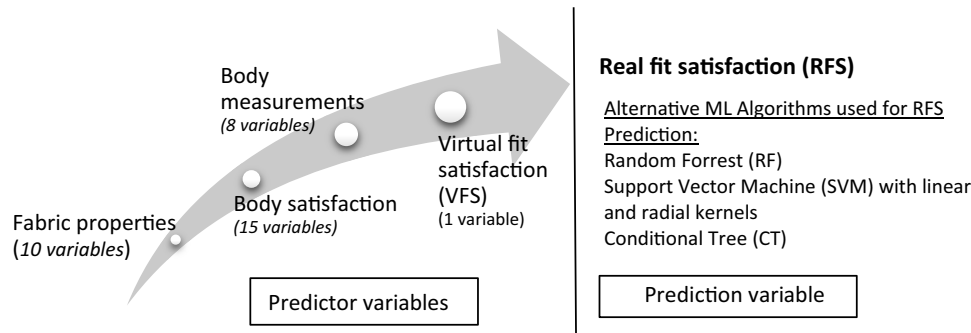 Body
measurements
(8 variables)
Virtual fit
satisfaction
(VFS)
(1 variable)
Body satisfaction
(15 variables)
Fabric properties
(10 variables)
Predictor variables
Real fit satisfaction (RFS)
Alternative ML Algorithms used for RFS
Prediction:
Random Forrest (RF)
Support Vector Machine (SVM) with linear
and radial kernels
Conditional Tree (CT)
Prediction variable